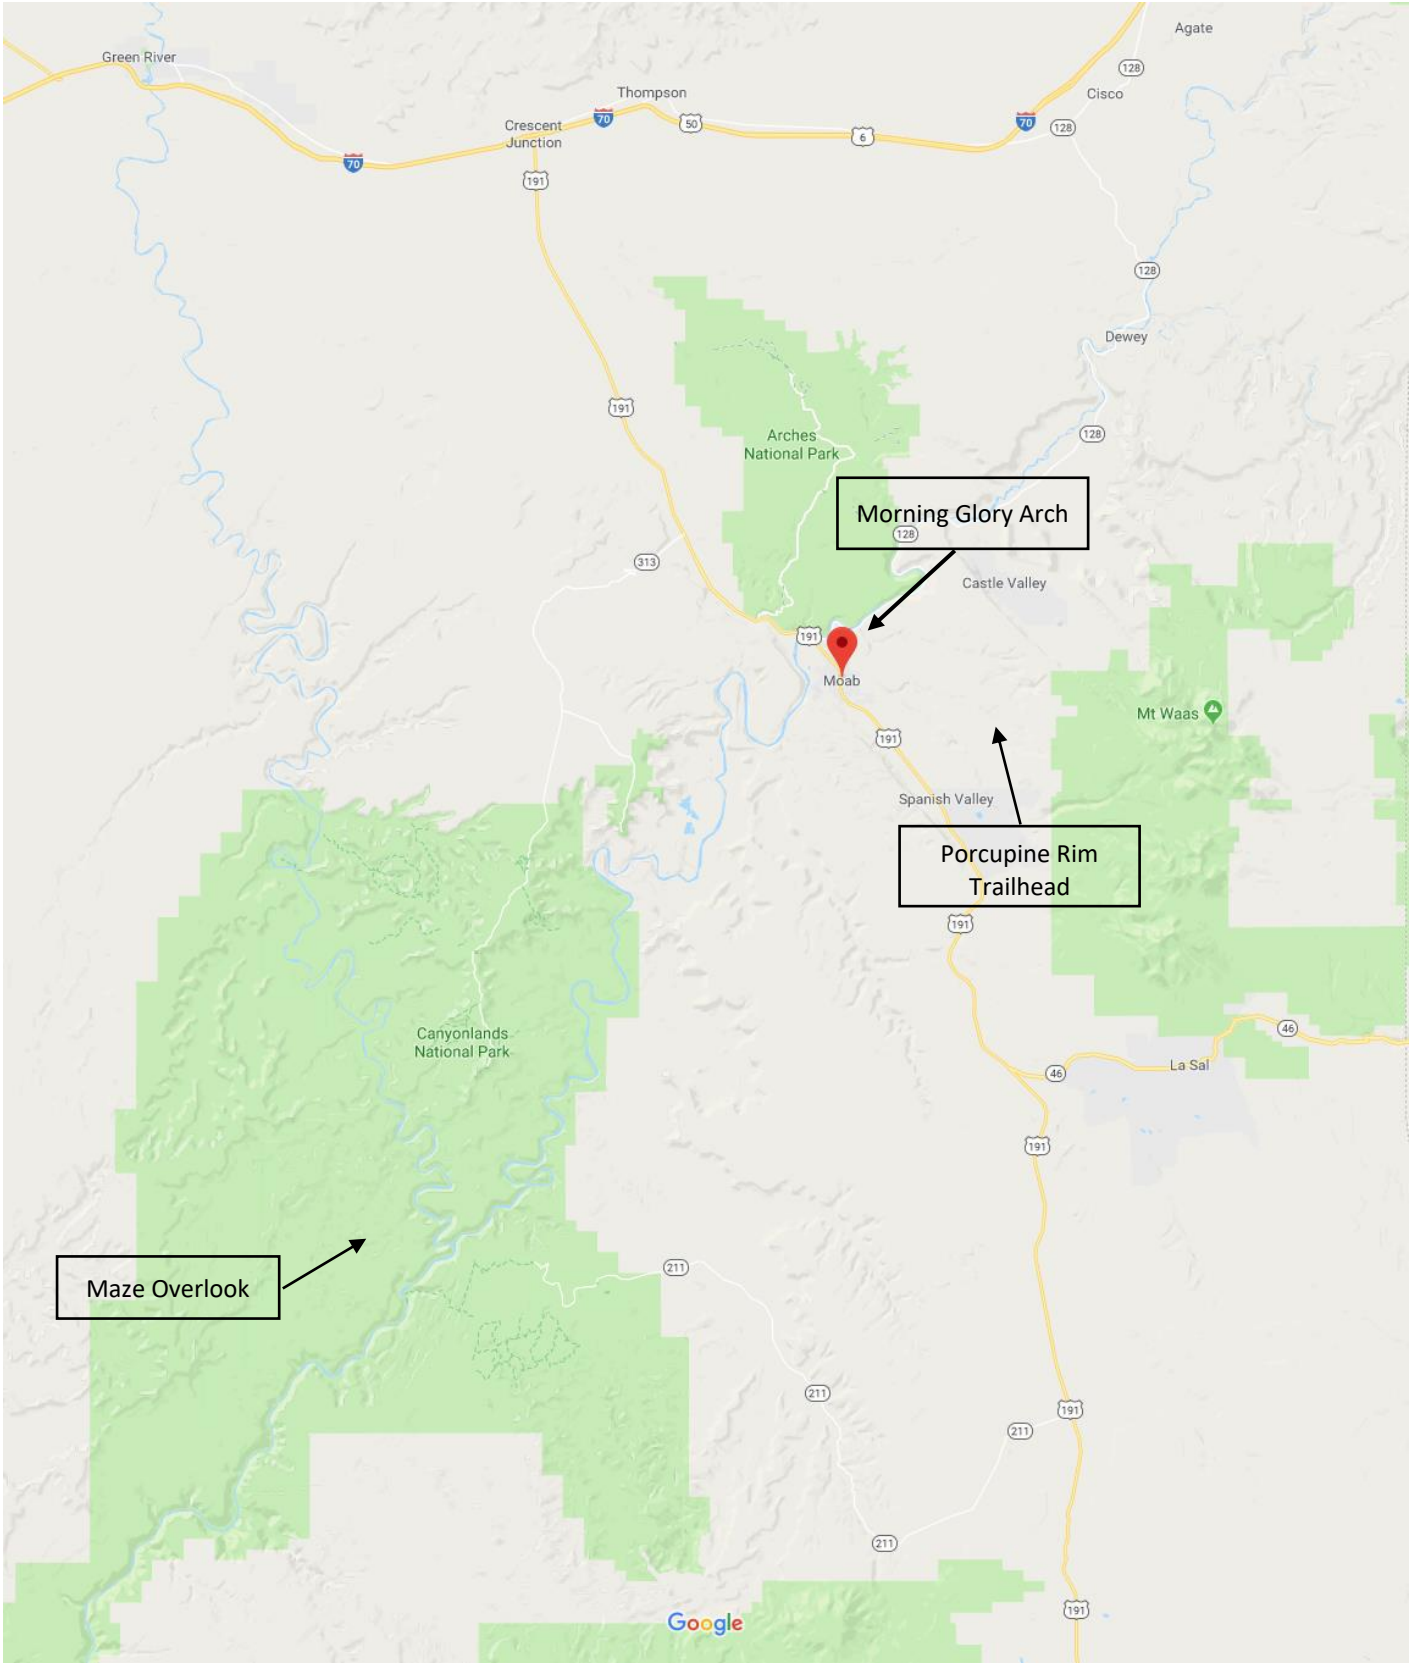 Agate
Green River
128
Thompson
Cisco
70
50
70
128
Crescent
Junction
6
70
191
128
Dewey
191
128
Arches
National Park
Morning Glory Arch
128
313
Castle Valley
191
Moab
Mt Waas
191
Spanish Valley
Porcupine Rim
Trailhead
191
Canyonlands
National Park
46
La Sal
46
191
211
Maze Overlook
211
191
211
211
191
Google